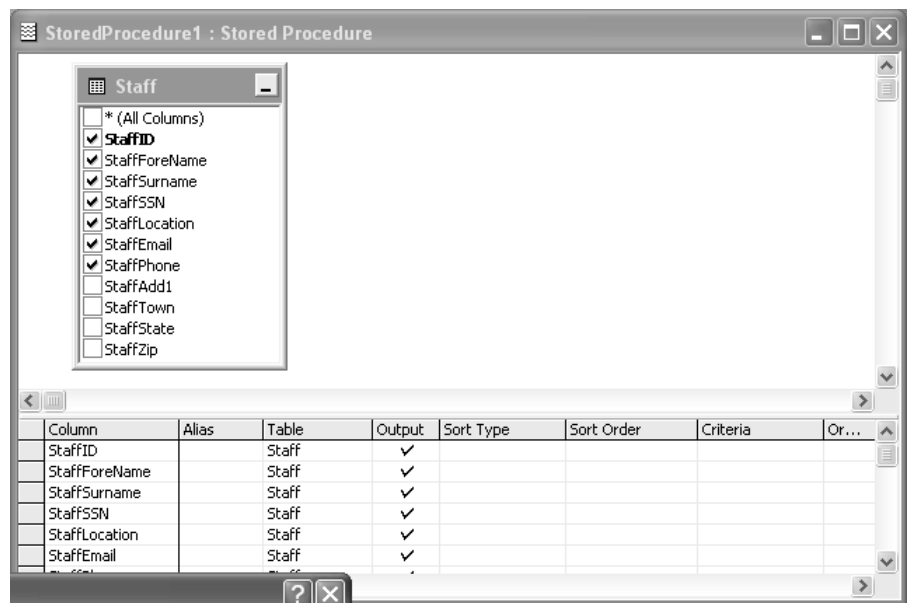 StoredProcedure1 : Stored Procedure
Staff
* (All Columns)
StaffID
StaffForeName
StaffSurname
StaffSSN
StaffLocation
StaffEmail
StaffPhone
StaffAdd1
StaffTown
StaffState
StaffZip
Column Alias Table Output Sort Type Sort Order Criteria Or...
StaffID Staff
StaffForeName Staff
StaffSurname Staff
StaffSSN Staff
StaffLocation Staff
StaffEmail Staff